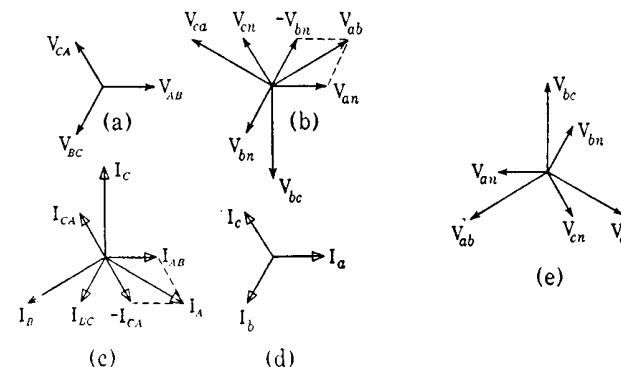 V_CA
V_AB
V_BC
(a)
V_ca V_cn -V_bn V_ab
V_an
V_bn
V_bc
(b)
I_C
I_CA
I_AB
I_B I_BC -I_CA I_A
(c)
I_c
I_a
I_b
(d)
V_bc
V_bn
V_an
V_ab V_cn
(e)